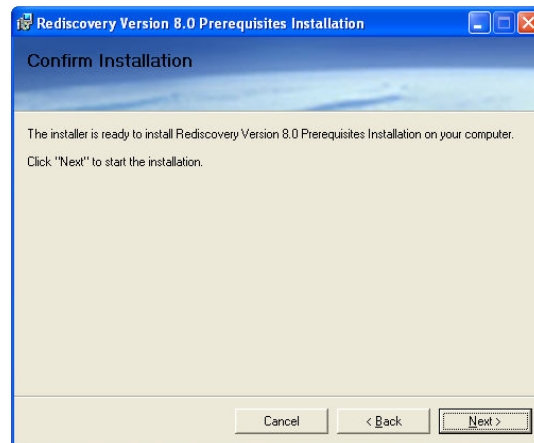 Rediscovery Version 8.0 Prerequisites Installation
Confirm Installation
The installer is ready to install Rediscovery Version 8.0 Prerequisites Installation on your computer.
Click "Next" to start the installation.
Cancel
< Back
Next >